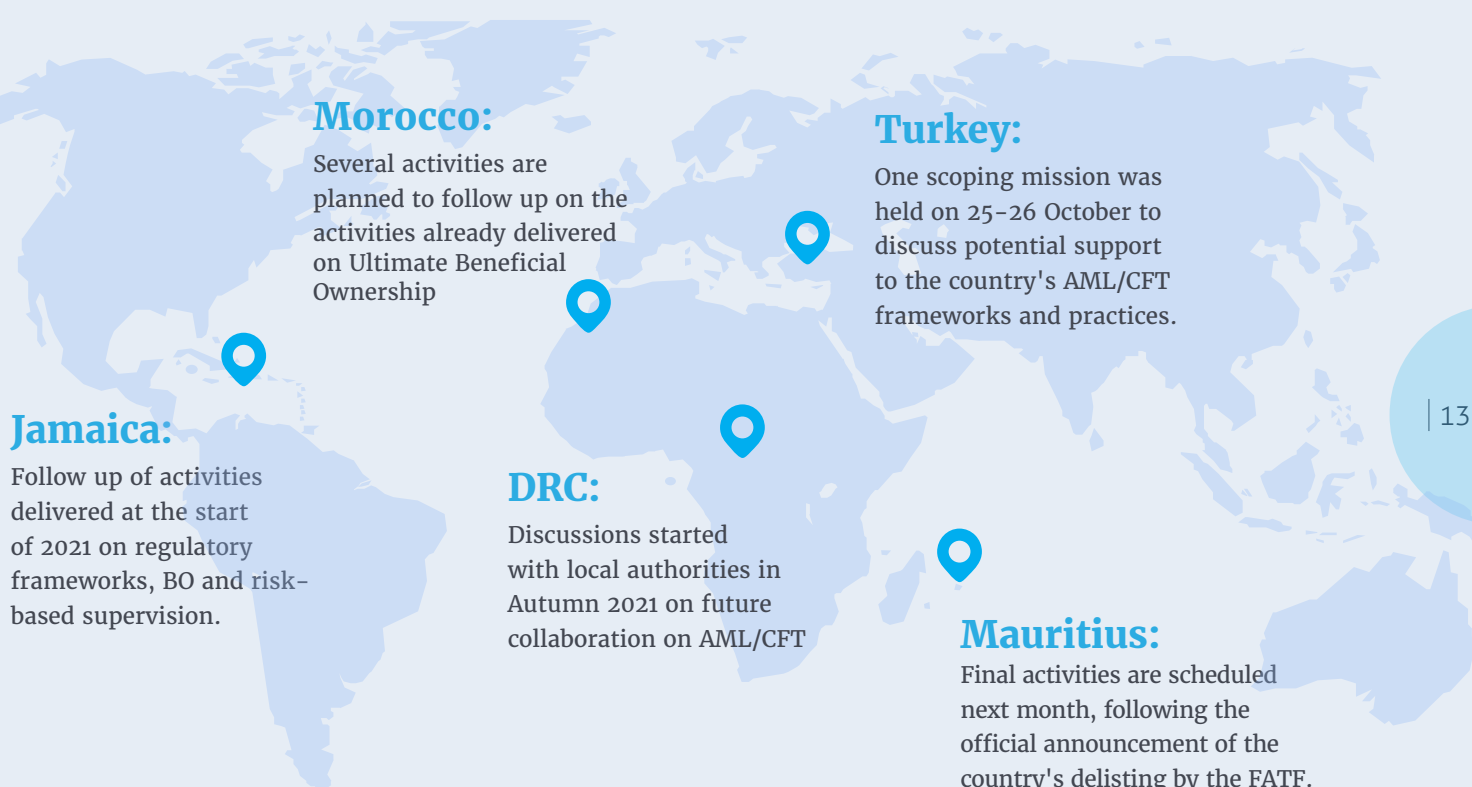 Morocco:
Several activities are
planned to follow up on the
activities already delivered
on Ultimate Beneficial
Ownership
Turkey:
One scoping mission was
held on 25-26 October to
discuss potential support
to the country's AML/CFT
frameworks and practices.
Jamaica:
Follow up of activities
delivered at the start
of 2021 on regulatory
frameworks, BO and risk-
based supervision.
DRC:
Discussions started
with local authorities in
Autumn 2021 on future
collaboration on AML/CFT
Mauritius:
Final activities are scheduled
next month, following the
official announcement of the
country's delisting by the FATF.
| 13